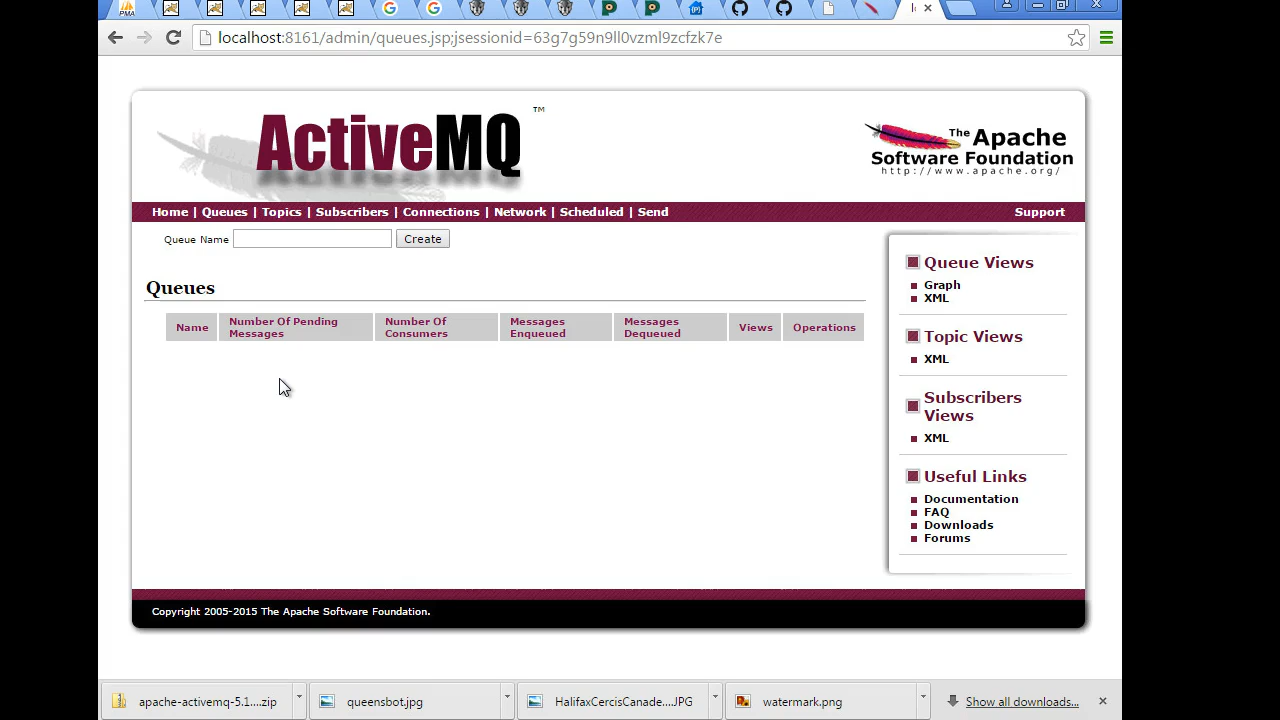 PMA
localhost:8161/admin/queues.jsp;jsessionid=63g7g59n9ll0vzml9zcfzk7e
ActiveMQ™
The Apache
Software Foundation
http://www.apache.org/
Home | Queues | Topics | Subscribers | Connections | Network | Scheduled | Send
Support
Queue Name
Create
Queues
Name
Number Of Pending Messages
Number Of Consumers
Messages Enqueued
Messages Dequeued
Views
Operations
Queue Views
Graph
XML
Topic Views
XML
Subscribers
Views
XML
Useful Links
Documentation
FAQ
Downloads
Forums
Copyright 2005-2015 The Apache Software Foundation.
apache-activemq-5.1....zip
queensbot.jpg
HalifaxCercisCanade....JPG
watermark.png
Show all downloads...